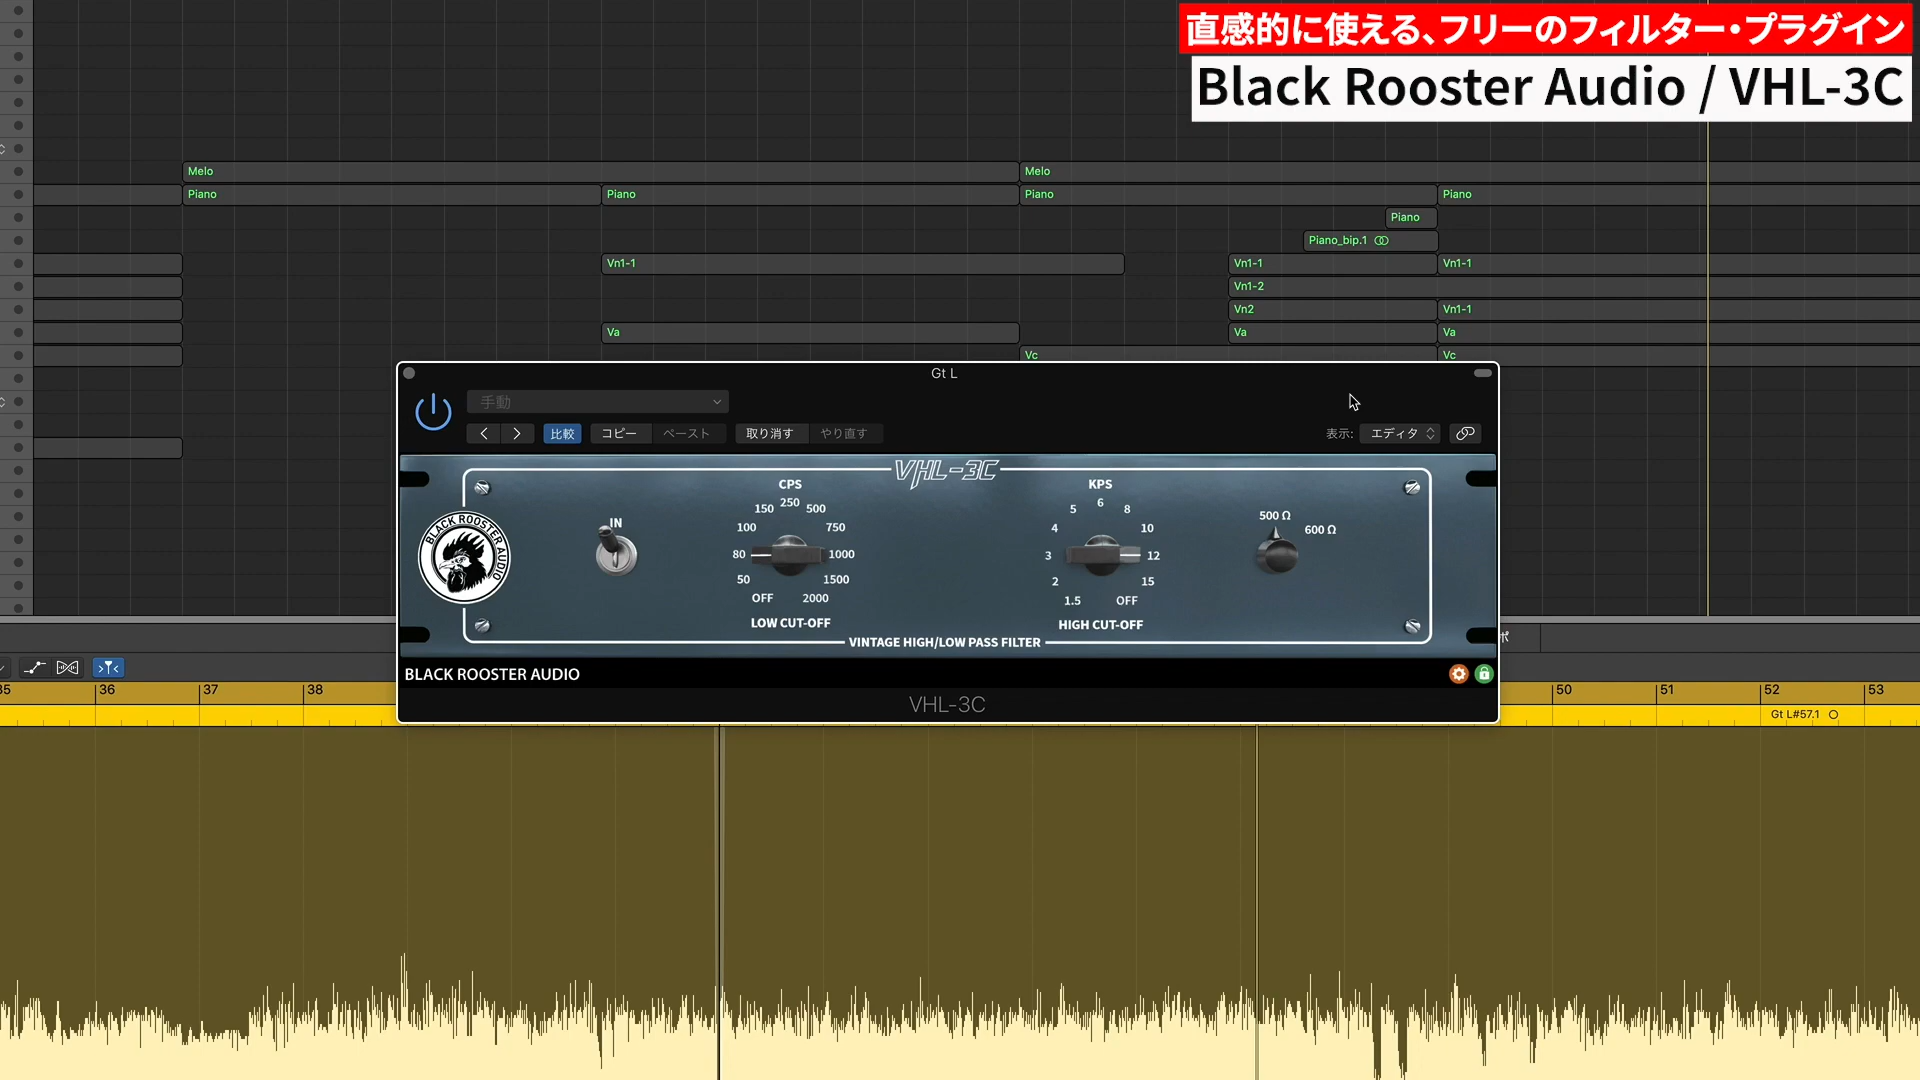 直感的に使える、フリーのフィルター・プラグイン
Black Rooster Audio / VHL-3C
Melo
Melo
Piano
Piano
Piano
Piano
Piano
Piano_bip.1
Vn1-1
Vn1-1
Vn1-1
Vn1-2
Vn2
Vn1-1
Va
Va
Va
Vc
Vc
Gt L
手動
比較
コピー
ペースト
取り消す
やり直す
表示:
エディタ
VHL-3C
CPS
KPS
BLACK ROOSTER AUDIO
IN
OFF
50
80
100
150
250
500
750
1000
1500
2000
LOW CUT-OFF
1.5
2
3
4
5
6
8
10
12
15
OFF
HIGH CUT-OFF
500 Ω
600 Ω
VINTAGE HIGH/LOW PASS FILTER
BLACK ROOSTER AUDIO
VHL-3C
35
36
37
38
50
51
52
53
Gt L#57.1